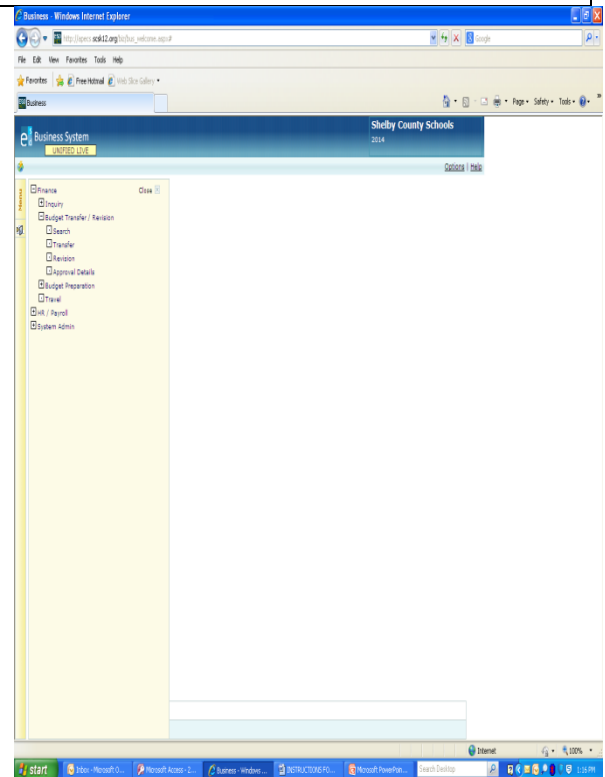 Business - Windows Internet Explorer
http://apecs.scsk12.org/bz/bus_welcome.aspx#
Google
File Edit View Favorites Tools Help
Favorites Free Hotmail Web Slice Gallery
Business
Page Safety Tools
e Business System
UNIFIED LIVE
Shelby County Schools
2014
Options | Help
Menu
Finance Close
Inquiry
Budget Transfer / Revision
Search
Transfer
Revision
Approval Details
Budget Preparation
Travel
HR / Payroll
System Admin
Internet 100%
start Inbox - Microsoft O... Microsoft Access - 2... Business - Windows ... INSTRUCTIONS FO... Microsoft PowerPoin... Search Desktop 1:16 PM